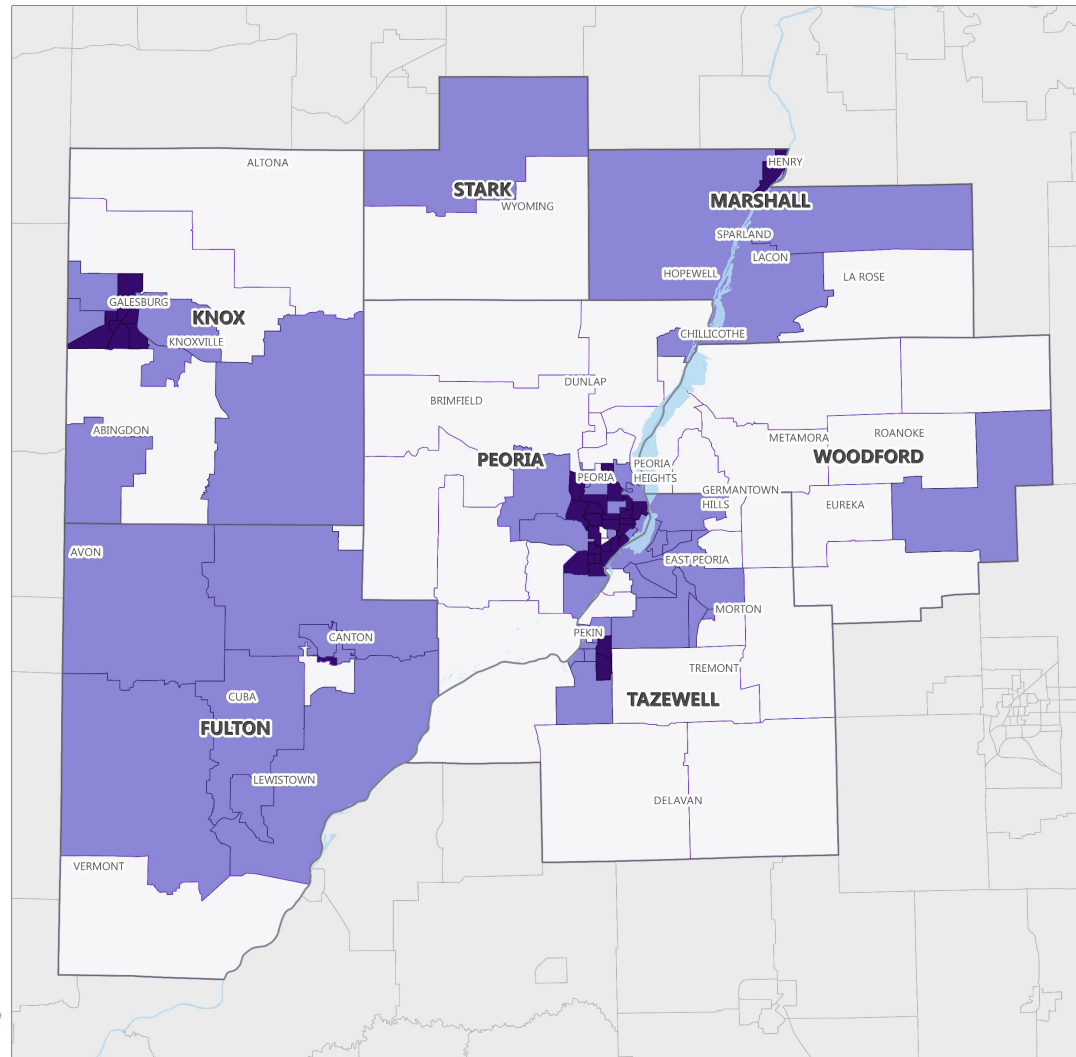 ALTONA
HENRY
STARK
WYOMING
MARSHALL
SPARLAND
LACON
HOPEWELL
LA ROSE
GALESBURG
KNOX
KNOXVILLE
CHILLICOTHE
DUNLAP
BRIMFIELD
ABINGDON
METAMORA
ROANOKE
PEORIA
WOODFORD
PEORIA
HEIGHTS
PEORIA
GERMANTOWN
HILLS
EUREKA
AVON
EAST PEORIA
MORTON
CANTON
PEKIN
TREMONT
CUBA
TAZEWELL
FULTON
LEWISTOWN
DELAVAN
VERMONT